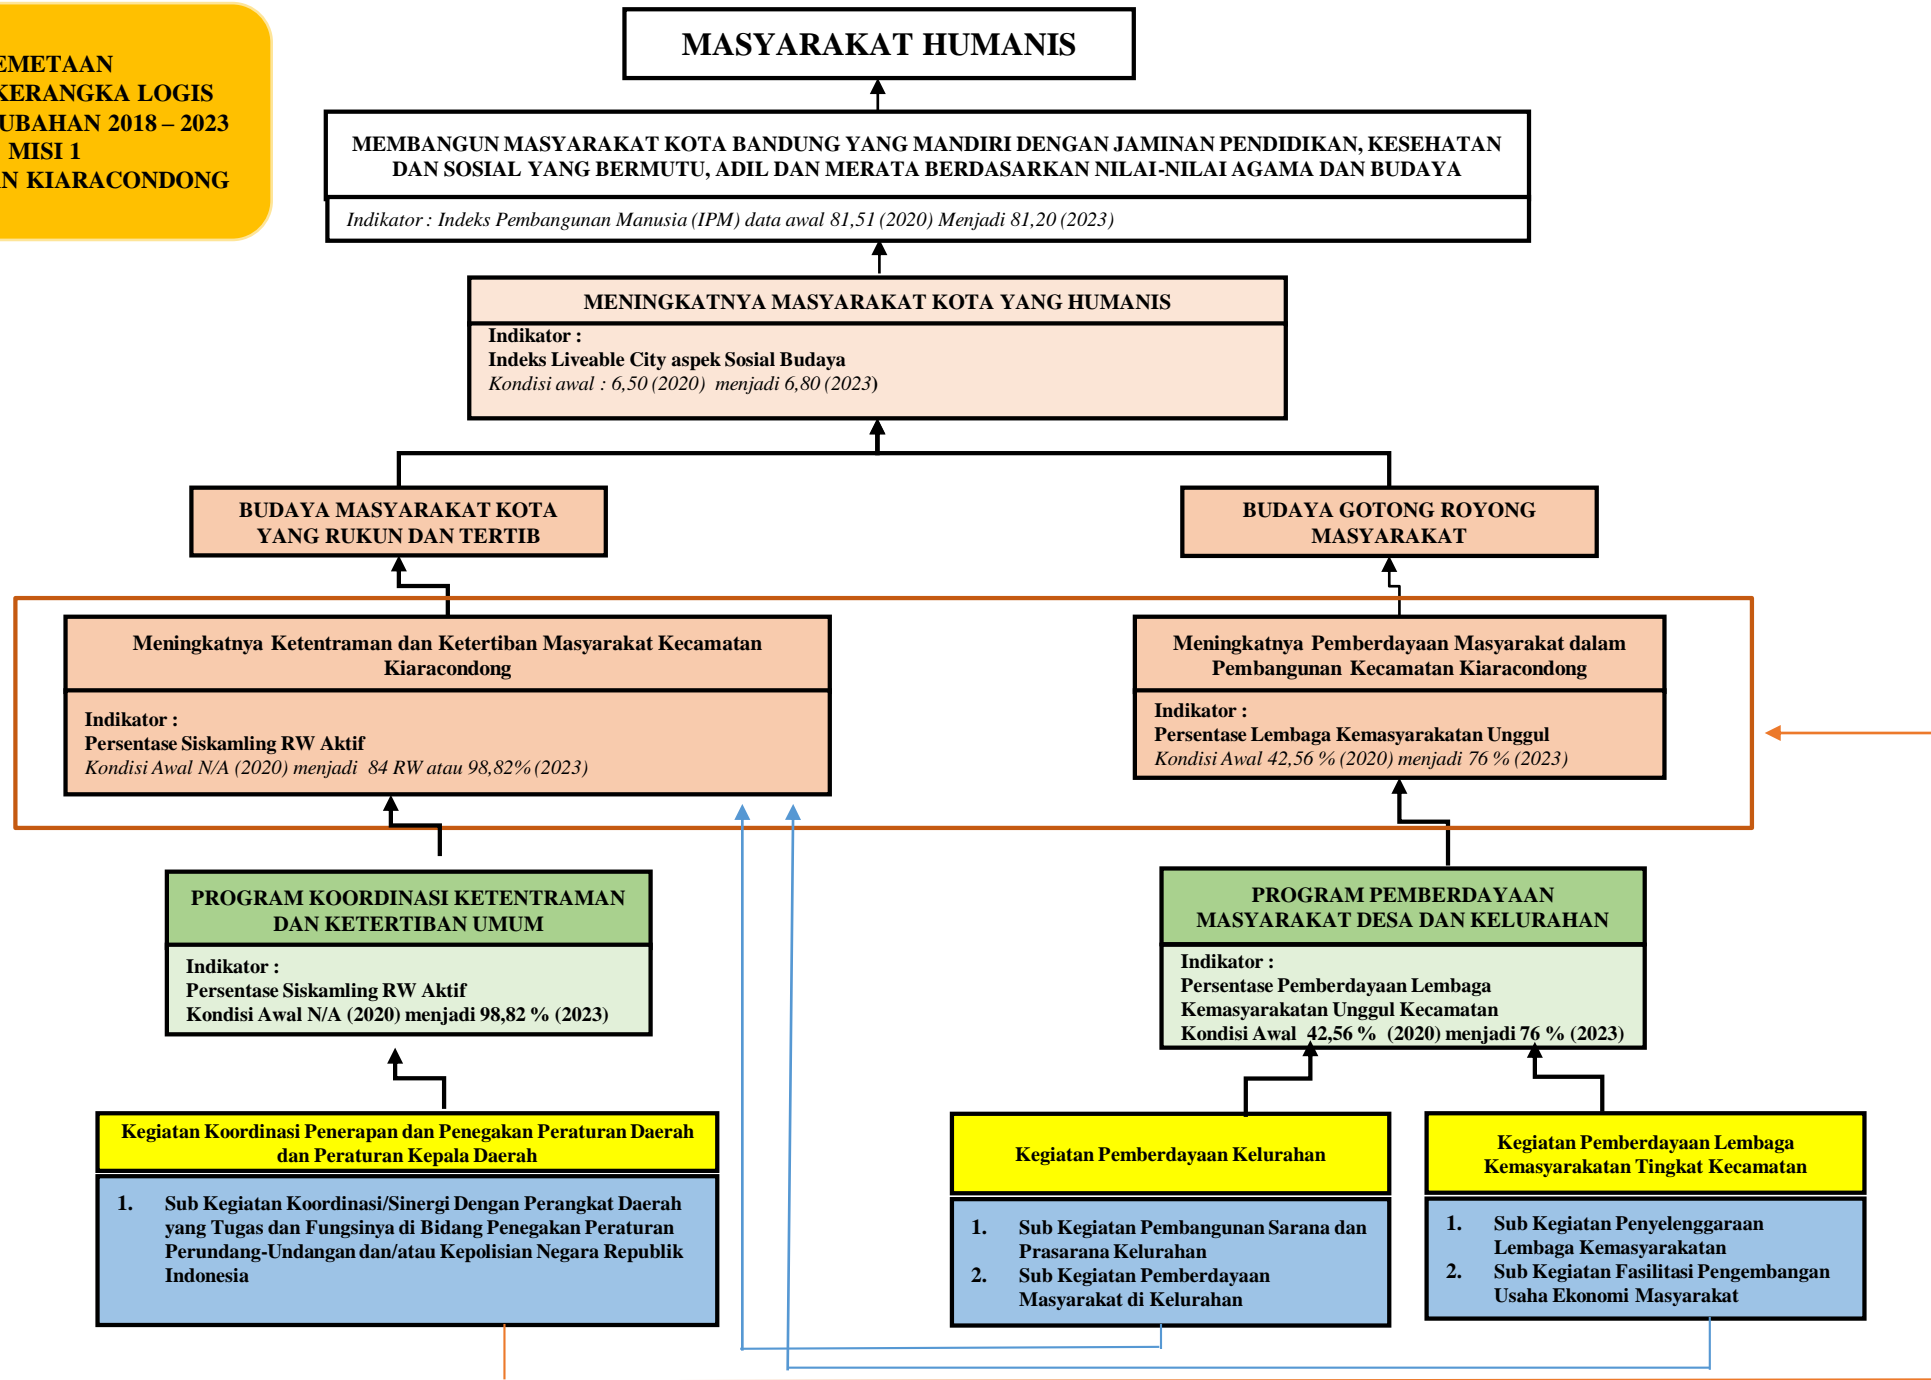 EMETAAN
KERANGKA LOGIS
UBAHAN 2018 – 2023
MISI 1
AN KIARACONDONG
MASYARAKAT HUMANIS
MEMBANGUN MASYARAKAT KOTA BANDUNG YANG MANDIRI DENGAN JAMINAN PENDIDIKAN, KESEHATAN
DAN SOSIAL YANG BERMUTU, ADIL DAN MERATA BERDASARKAN NILAI-NILAI AGAMA DAN BUDAYA
Indikator : Indeks Pembangunan Manusia (IPM) data awal 81,51 (2020) Menjadi 81,20 (2023)
MENINGKATNYA MASYARAKAT KOTA YANG HUMANIS
Indikator :
Indeks Liveable City aspek Sosial Budaya
Kondisi awal : 6,50 (2020) menjadi 6,80 (2023)
BUDAYA MASYARAKAT KOTA
YANG RUKUN DAN TERTIB
BUDAYA GOTONG ROYONG
MASYARAKAT
Meningkatnya Ketentraman dan Ketertiban Masyarakat Kecamatan
Kiaracondong
Indikator :
Persentase Siskamling RW Aktif
Kondisi Awal N/A (2020) menjadi 84 RW atau 98,82% (2023)
Meningkatnya Pemberdayaan Masyarakat dalam
Pembangunan Kecamatan Kiaracondong
Indikator :
Persentase Lembaga Kemasyarakatan Unggul
Kondisi Awal 42,56 % (2020) menjadi 76 % (2023)
PROGRAM KOORDINASI KETENTRAMAN
DAN KETERTIBAN UMUM
Indikator :
Persentase Siskamling RW Aktif
Kondisi Awal N/A (2020) menjadi 98,82 % (2023)
PROGRAM PEMBERDAYAAN
MASYARAKAT DESA DAN KELURAHAN
Indikator :
Persentase Pemberdayaan Lembaga
Kemasyarakatan Unggul Kecamatan
Kondisi Awal 42,56 % (2020) menjadi 76 % (2023)
Kegiatan Koordinasi Penerapan dan Penegakan Peraturan Daerah
dan Peraturan Kepala Daerah
1. Sub Kegiatan Koordinasi/Sinergi Dengan Perangkat Daerah
yang Tugas dan Fungsinya di Bidang Penegakan Peraturan
Perundang-Undangan dan/atau Kepolisian Negara Republik
Indonesia
Kegiatan Pemberdayaan Kelurahan
1. Sub Kegiatan Pembangunan Sarana dan
Prasarana Kelurahan
2. Sub Kegiatan Pemberdayaan
Masyarakat di Kelurahan
Kegiatan Pemberdayaan Lembaga
Kemasyarakatan Tingkat Kecamatan
1. Sub Kegiatan Penyelenggaraan
Lembaga Kemasyarakatan
2. Sub Kegiatan Fasilitasi Pengembangan
Usaha Ekonomi Masyarakat